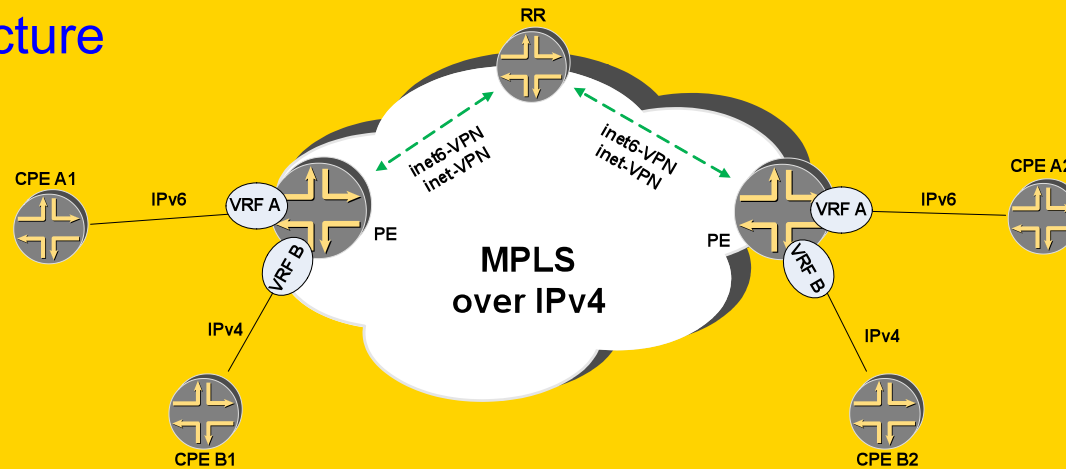 cture
RR
inet6-VPN
inet-VPN
inet6-VPN
inet-VPN
CPE A1
IPv6
VRF A
PE
VRF B
MPLS
over IPv4
PE
VRF A
VRF B
IPv6
CPE A2
IPv4
IPv4
CPE B1
CPE B2